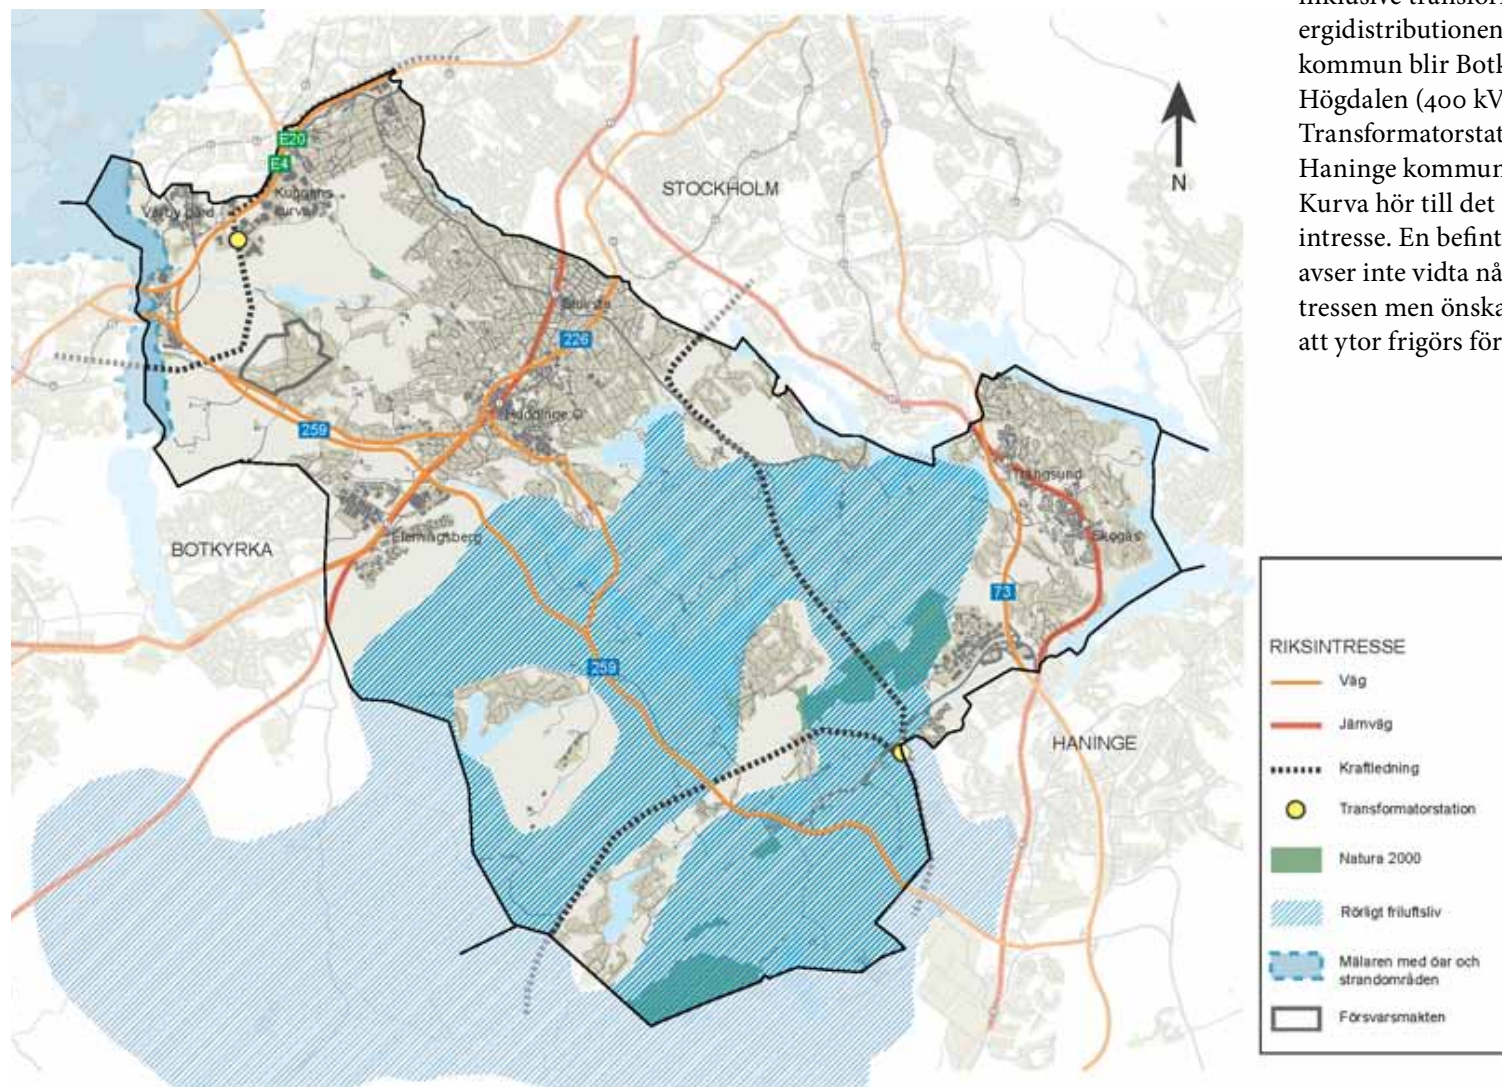 ergidistributionen
kommun blir Botk
Högdalen (400 kV
Transformatorstat
Haninge kommun
Kurva hör till det
intresse. En befint
avser inte vidta nå
tressen men önska
att ytor frigörs för
N
STOCKHOLM
E20
E4
Kungens
kurva
Vårby gård
Stuvsta
226
Huddinge C
259
Trångsund
Skogås
Flemingsberg
BOTKYRKA
73
259
HANINGE
RIKSINTRESSE
Väg
Järnväg
Kraftledning
Transformatorstation
Natura 2000
Rörligt friluftsliv
Mälaren med öar och
strandområden
Försvarsmakten